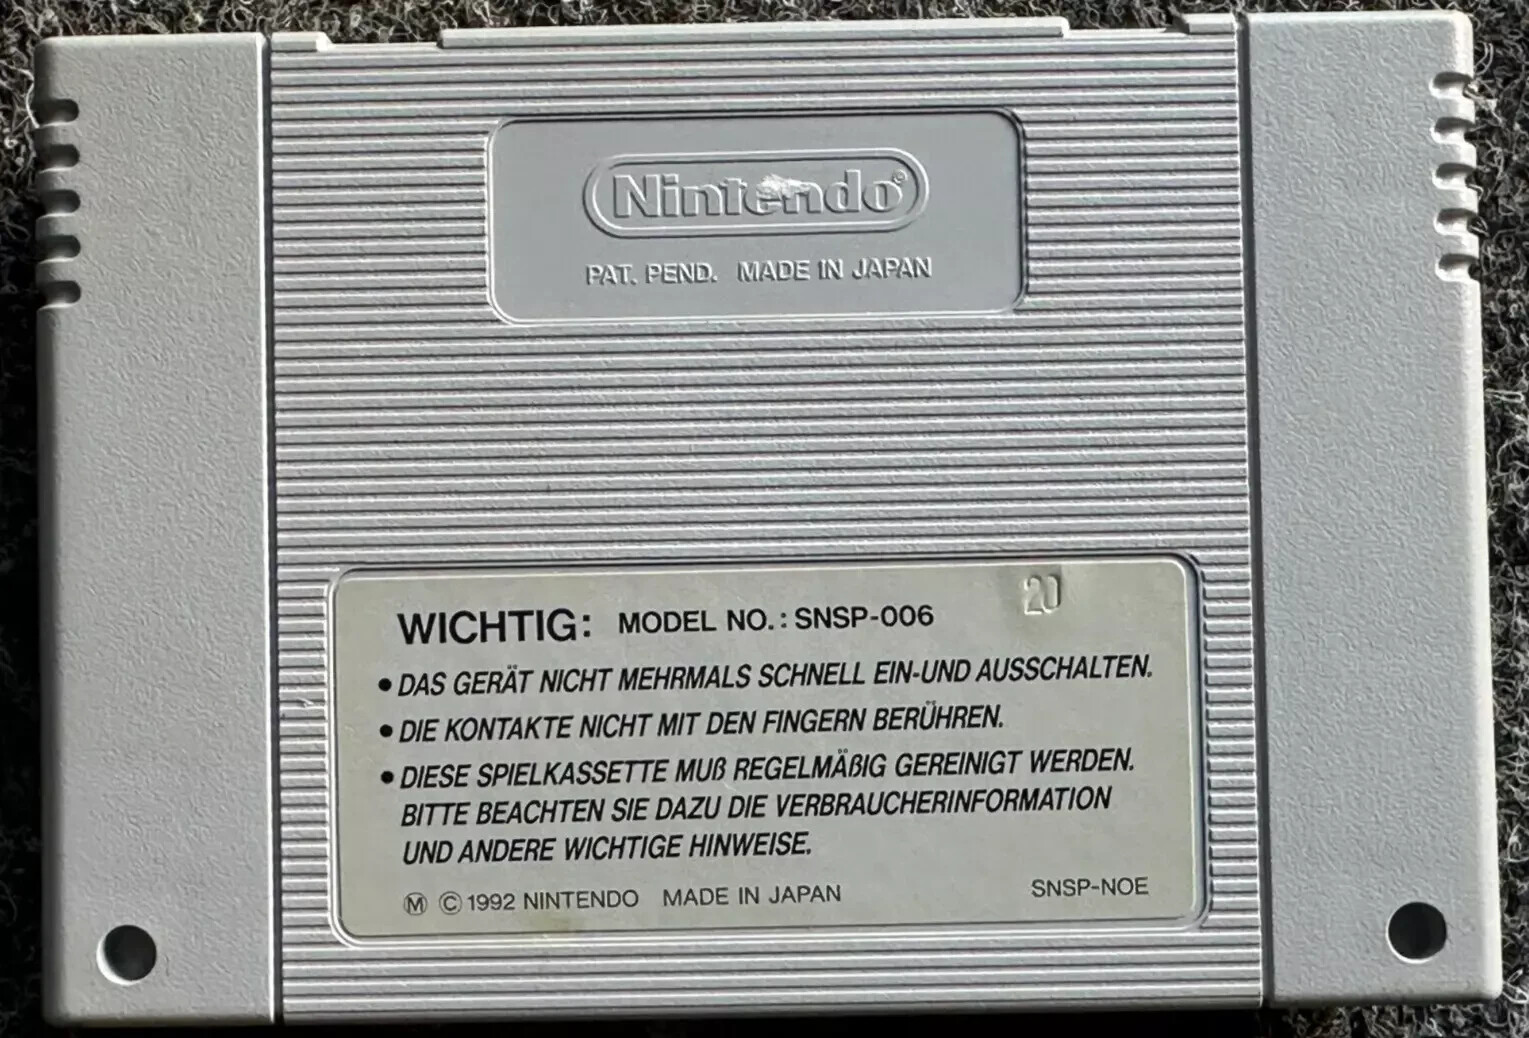 Nintendo®
PAT. PEND. MADE IN JAPAN
20
WICHTIG: MODEL NO.: SNSP-006
• DAS GERÄT NICHT MEHRMALS SCHNELL EIN-UND AUSSCHALTEN.
• DIE KONTAKTE NICHT MIT DEN FINGERN BERÜHREN.
• DIESE SPIELKASSETTE MUß REGELMÄßIG GEREINIGT WERDEN.
BITTE BEACHTEN SIE DAZU DIE VERBRAUCHERINFORMATION
UND ANDERE WICHTIGE HINWEISE.
Ⓜ ©1992 NINTENDO MADE IN JAPAN SNSP-NOE